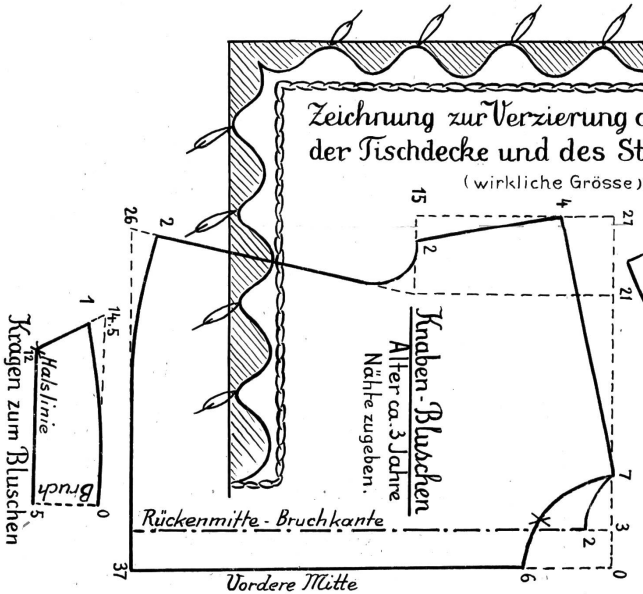 Zeichnung zur Verzierung
der Tischdecke und des St
(wirkliche Grösse)
15
4
27
26
2
2
21
Knaben-Bluschen
Alter ca. 3 Jahre
Nähte zugeben.
14.5
1
12
Halslinie
Kragen zum Bluschen
Bruch
0
5
7
Rückenmitte-Bruchkante
3
2
37
6
0
Vordere Mitte